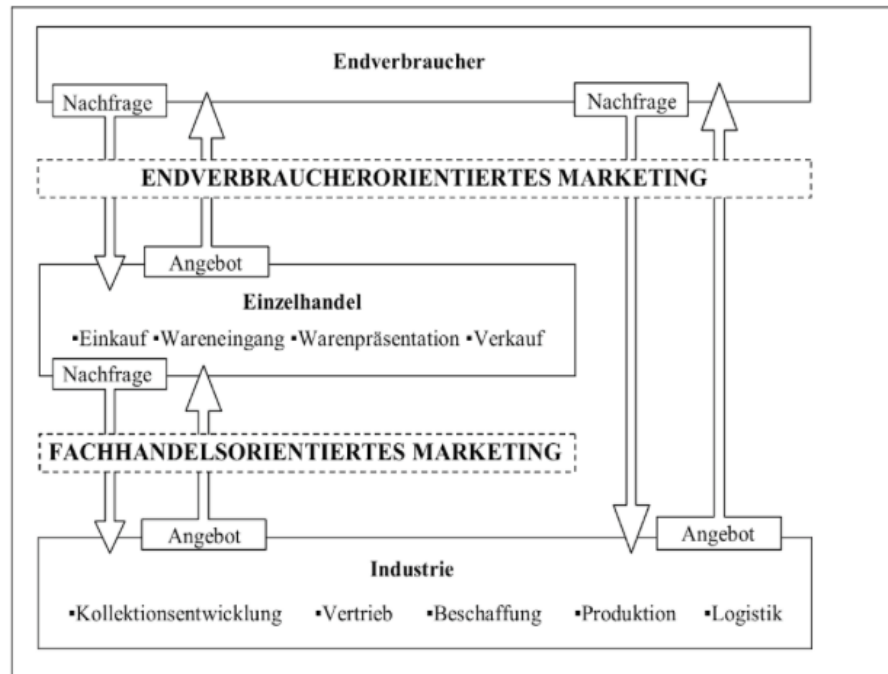 Endverbraucher
Nachfrage
Nachfrage
ENDVERBRAUCHERORIENTIERTES MARKETING
Angebot
Einzelhandel
▪Einkauf ▪Wareneingang ▪Warenpräsentation ▪Verkauf
Nachfrage
FACHHANDELSORIENTIERTES MARKETING
Angebot
Angebot
Industrie
▪Kollektionsentwicklung ▪Vertrieb ▪Beschaffung ▪Produktion ▪Logistik